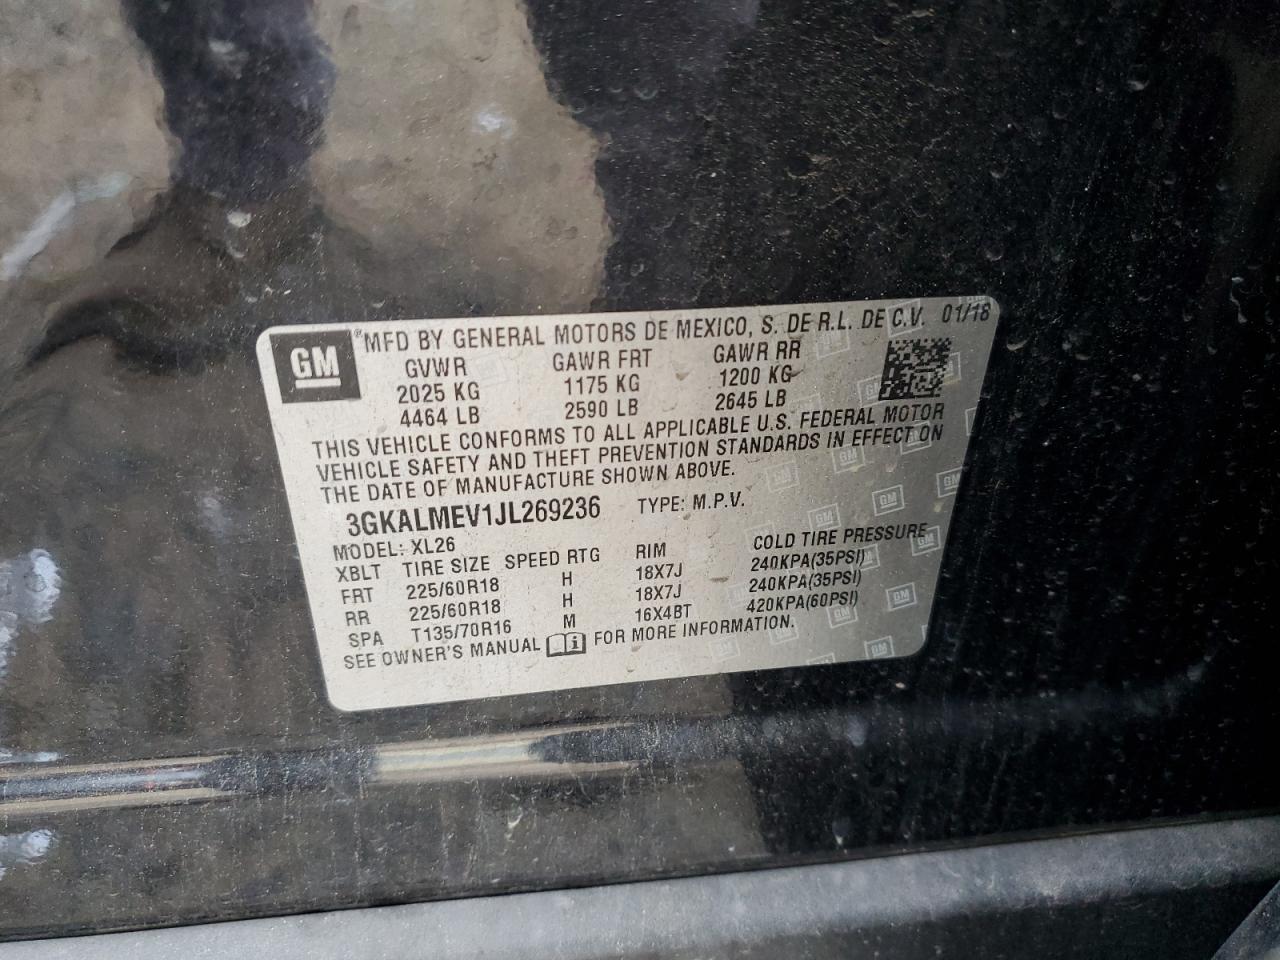 GM
®MFD BY GENERAL MOTORS DE MEXICO, S. DE R.L. DE C.V. 01/18
GVWR GAWR FRT GAWR RR
2025 KG 1175 KG 1200 KG
4464 LB 2590 LB 2645 LB
THIS VEHICLE CONFORMS TO ALL APPLICABLE U.S. FEDERAL MOTOR
VEHICLE SAFETY AND THEFT PREVENTION STANDARDS IN EFFECT ON
THE DATE OF MANUFACTURE SHOWN ABOVE.
3GKALMEV1JL269236 TYPE: M.P.V.
MODEL: XL26
XBLT TIRE SIZE SPEED RTG RIM COLD TIRE PRESSURE
FRT 225/60R18 H 18X7J 240KPA(35PSI)
RR 225/60R18 H 18X7J 240KPA(35PSI)
SPA T135/70R16 M 16X4BT 420KPA(60PSI)
SEE OWNER'S MANUAL i FOR MORE INFORMATION.